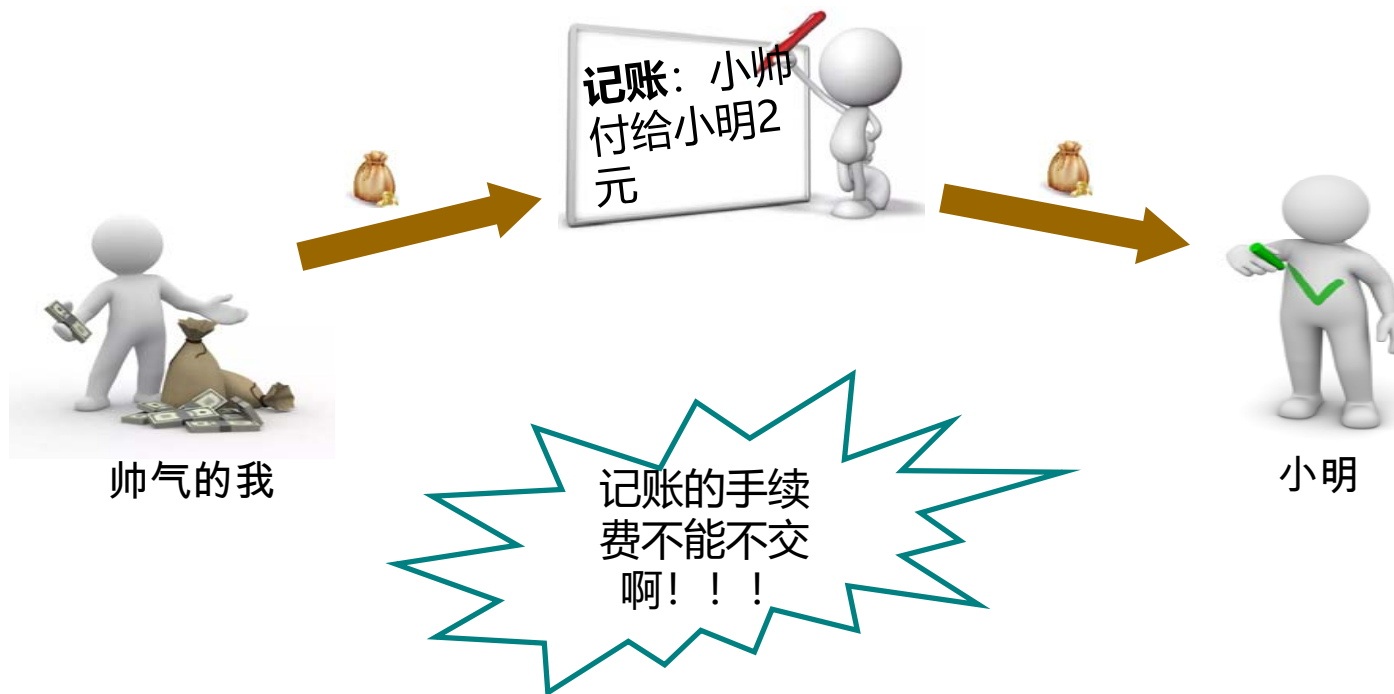 记账：小帅
付给小明2
元
帅气的我
小明
记账的手续
费不能不交
啊！！！